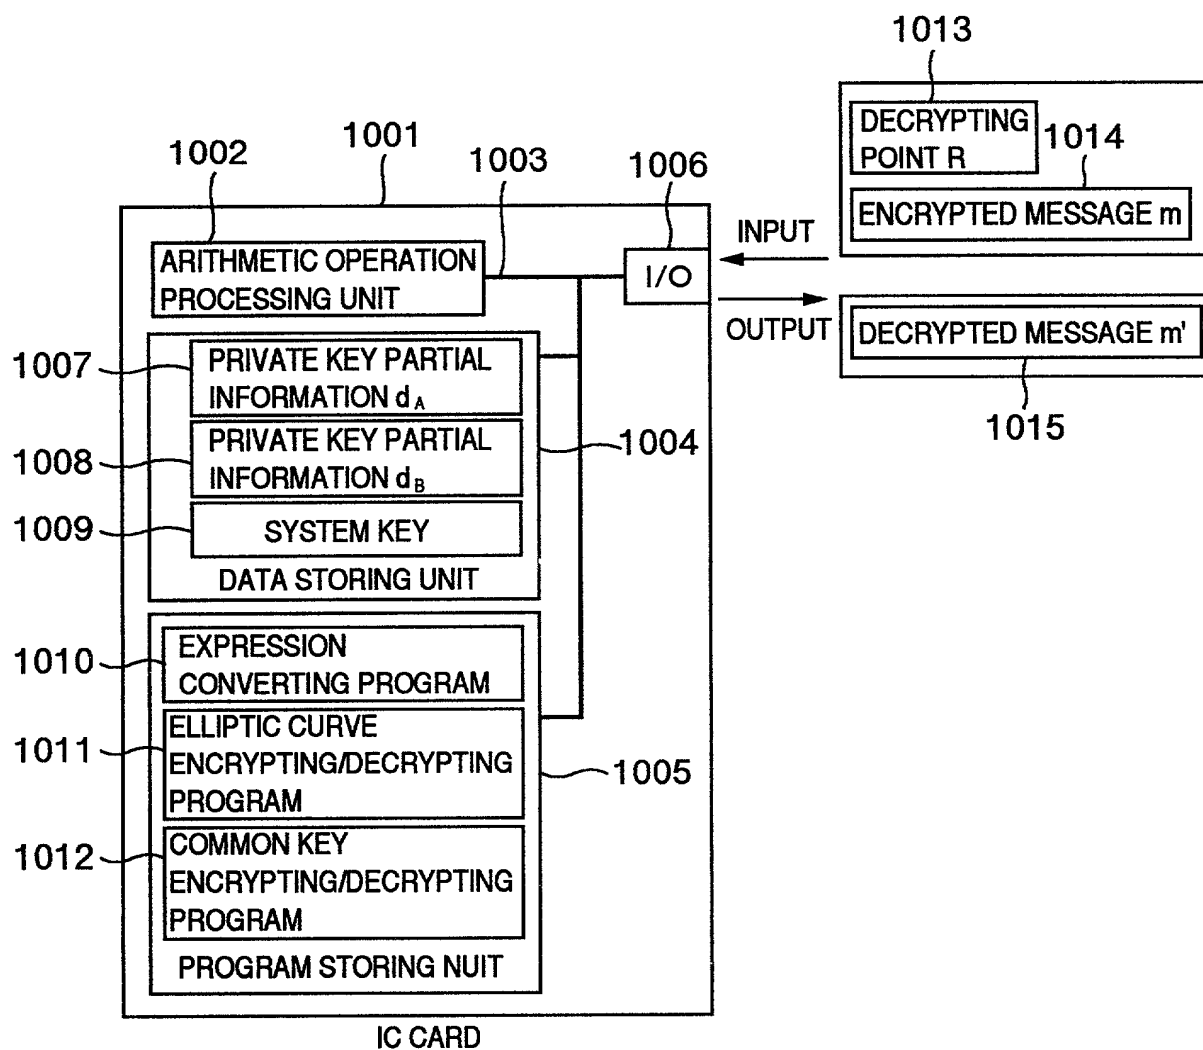 1013
DECRYPTING
POINT R
1014
ENCRYPTED MESSAGE m
1001
1002
1003
1006
INPUT
ARITHMETIC OPERATION
PROCESSING UNIT
I/O
OUTPUT
DECRYPTED MESSAGE m'
1015
1007
PRIVATE KEY PARTIAL
INFORMATION dA
1008
PRIVATE KEY PARTIAL
INFORMATION dB
1004
1009
SYSTEM KEY
DATA STORING UNIT
1010
EXPRESSION
CONVERTING PROGRAM
1011
ELLIPTIC CURVE
ENCRYPTING/DECRYPTING
PROGRAM
1005
1012
COMMON KEY
ENCRYPTING/DECRYPTING
PROGRAM
PROGRAM STORING NUIT
IC CARD